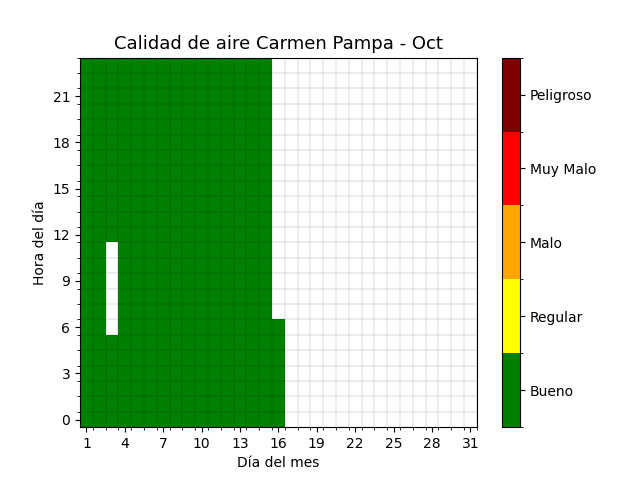 Calidad de aire Carmen Pampa - Oct
Hora del día
21
18
15
12
9
6
3
0
1 4 7 10 13 16 19 22 25 28 31
Día del mes
Peligroso
Muy Malo
Malo
Regular
Bueno